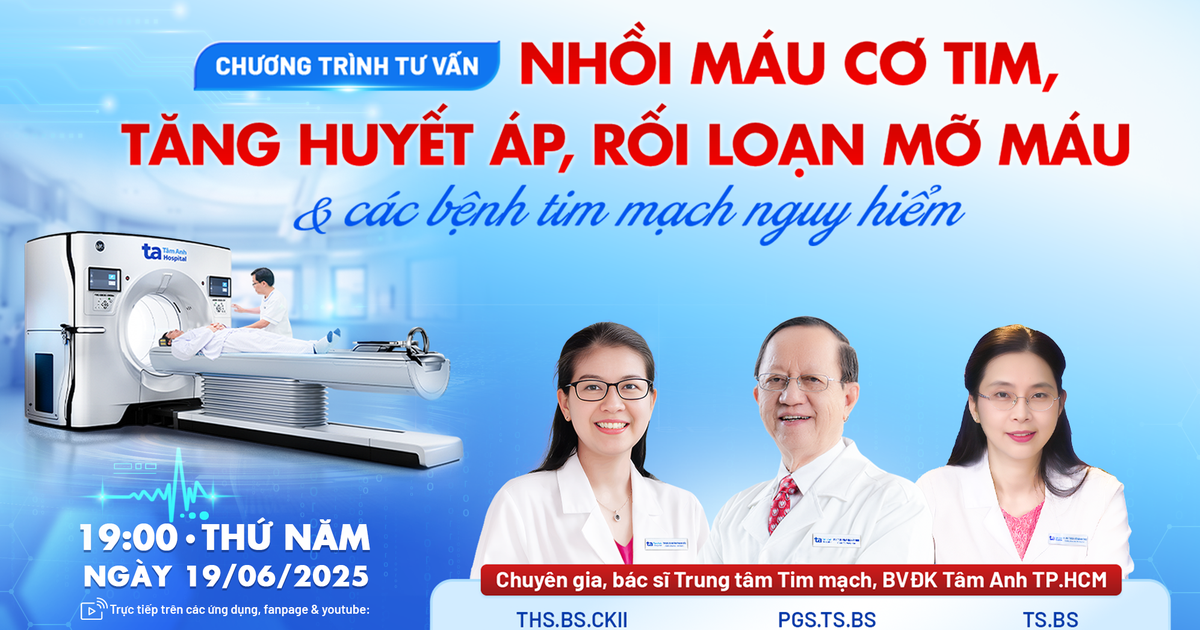 CHƯƠNG TRÌNH TƯ VẤN NHỒI MÁU CƠ TIM,
TĂNG HUYẾT ÁP, RỐI LOẠN MỠ MÁU
& các bệnh tim mạch nguy hiểm
ta Tâm Anh
Hospital
19:00 • THỨ NĂM
NGÀY 19/06/2025
Trực tiếp trên các ứng dụng, fanpage & youtube:
Chuyên gia, bác sĩ Trung tâm Tim mạch, BVĐK Tâm Anh TP.HCM
THS.BS.CKII PGS.TS.BS TS.BS